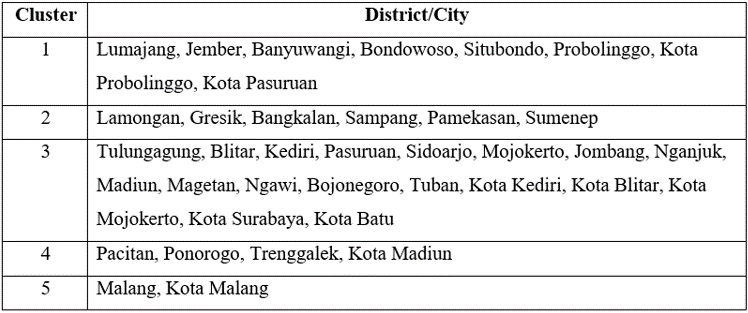 Cluster District/City
1 Lumajang, Jember, Banyuwangi, Bondowoso, Situbondo, Probolinggo, Kota
Probolinggo, Kota Pasuruan
2 Lamongan, Gresik, Bangkalan, Sampang, Pamekasan, Sumenep
3 Tulungagung, Blitar, Kediri, Pasuruan, Sidoarjo, Mojokerto, Jombang, Nganjuk,
Madiun, Magetan, Ngawi, Bojonegoro, Tuban, Kota Kediri, Kota Blitar, Kota
Mojokerto, Kota Surabaya, Kota Batu
4 Pacitan, Ponorogo, Trenggalek, Kota Madiun
5 Malang, Kota Malang